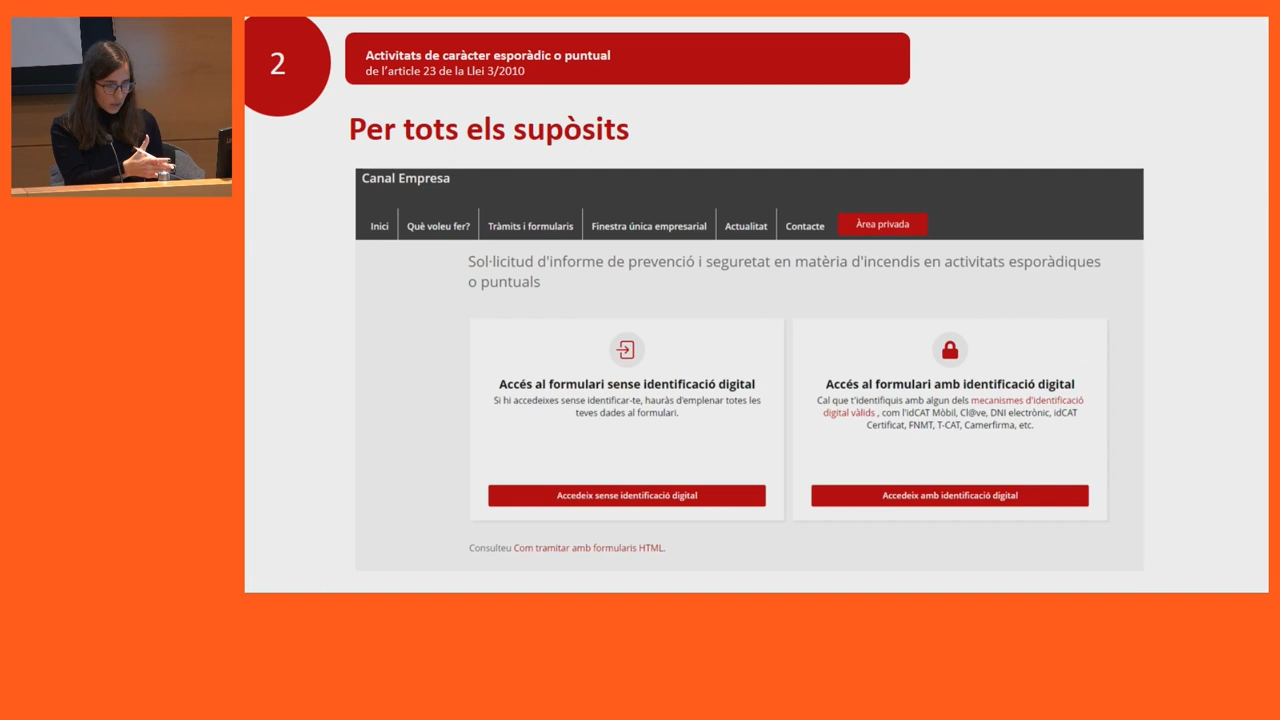 2
Activitats de caràcter esporàdic o puntual
de l'article 23 de la Llei 3/2010
Per tots els supòsits
Canal Empresa
Inici
Què voleu fer?
Tràmits i formularis
Finestra única empresarial
Actualitat
Contacte
Àrea privada
Sol·licitud d'informe de prevenció i seguretat en matèria d'incendis en activitats esporàdiques
o puntuals
Accés al formulari sense identificació digital
Si hi accedeixes sense identificar-te, hauràs d'emplenar totes les
teves dades al formulari.
Accedeix sense identificació digital
Accés al formulari amb identificació digital
Cal que t'identifiquis amb algun dels mecanismes d'identificació
digital vàlids , com l'idCAT Mòbil, Cl@ve, DNI electrònic, idCAT
Certificat, FNMT, T-CAT, Camerfirma, etc.
Accedeix amb identificació digital
Consulteu Com tramitar amb formularis HTML.